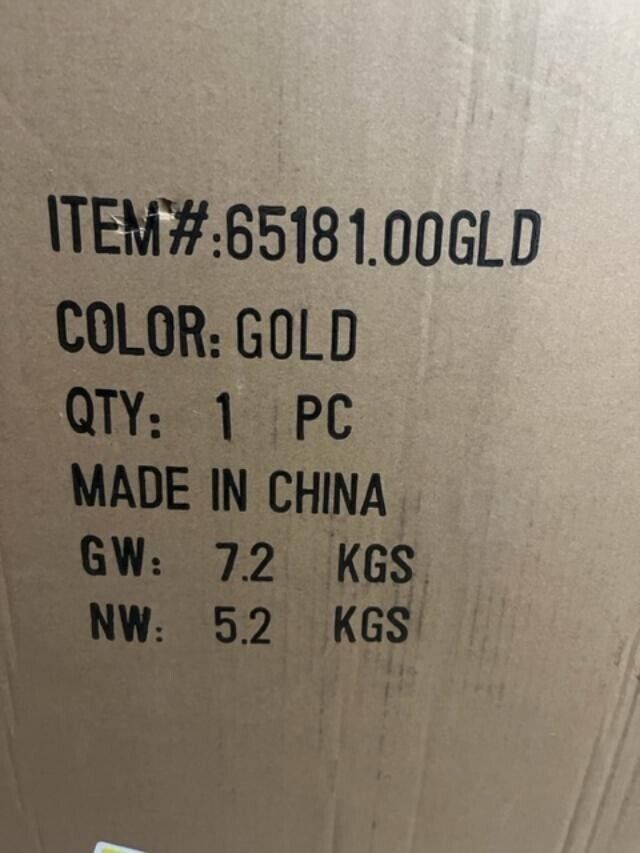 ITEM#:65181.00GLD
COLOR: GOLD
QTY: 1 PC
MADE IN CHINA
GW: 7.2 KGS
NW: 5.2 KGS